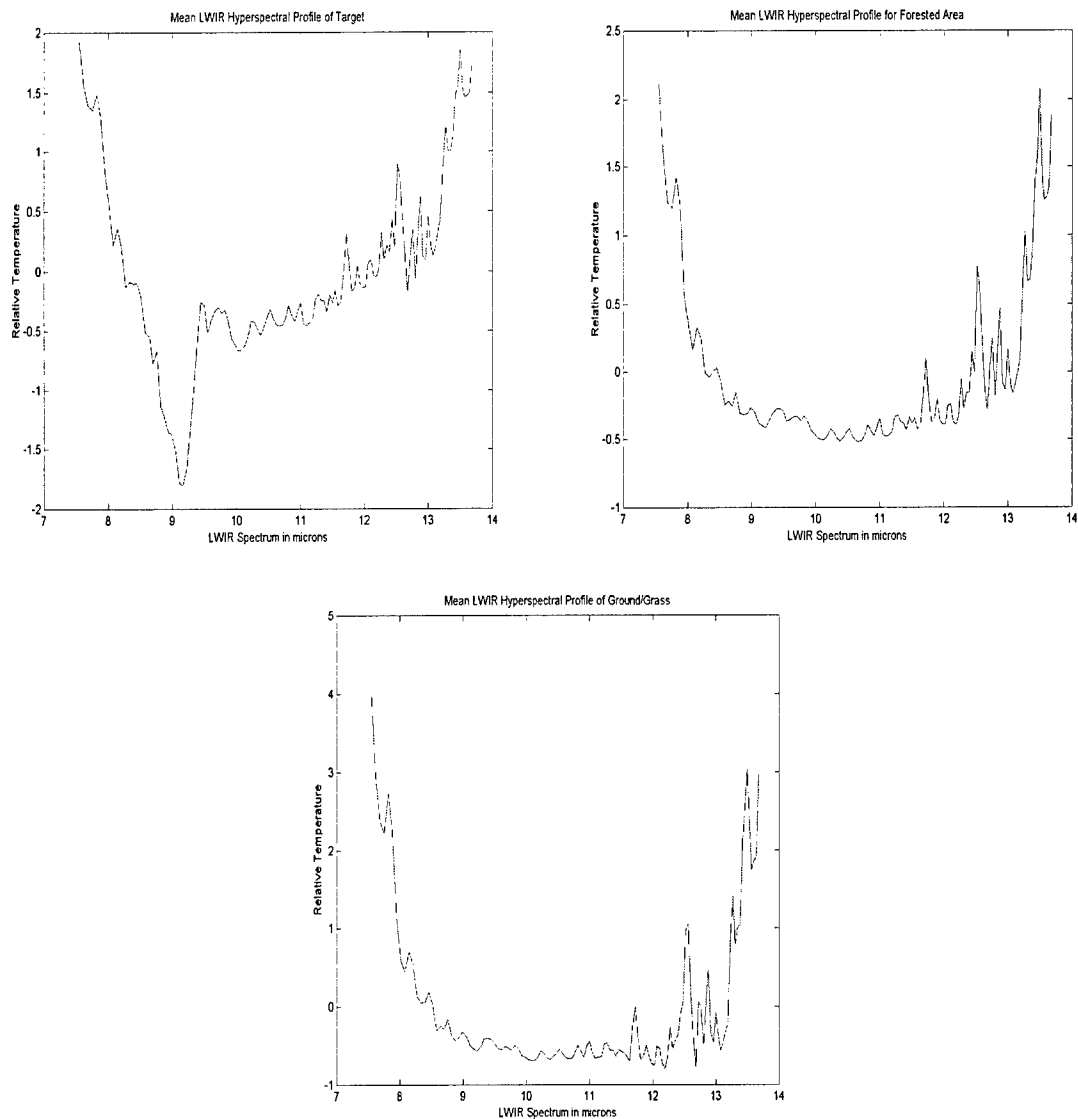 Mean LWIR Hyperspectral Profile of Target
2
1.5
1
0.5
0
-0.5
-1
-1.5
-2
Relative Temperature
7 8 9 10 11 12 13 14
LWIR Spectrum in microns
Mean LWIR Hyperspectral Profile for Forested Area
2.5
2
1.5
1
0.5
0
-0.5
-1
Relative Temperature
7 8 9 10 11 12 13 14
LWIR Spectrum in microns
Mean LWIR Hyperspectral Profile of Ground/Grass
5
4
3
2
1
0
-1
Relative Temperature
7 8 9 10 11 12 13 14
LWIR Spectrum in microns